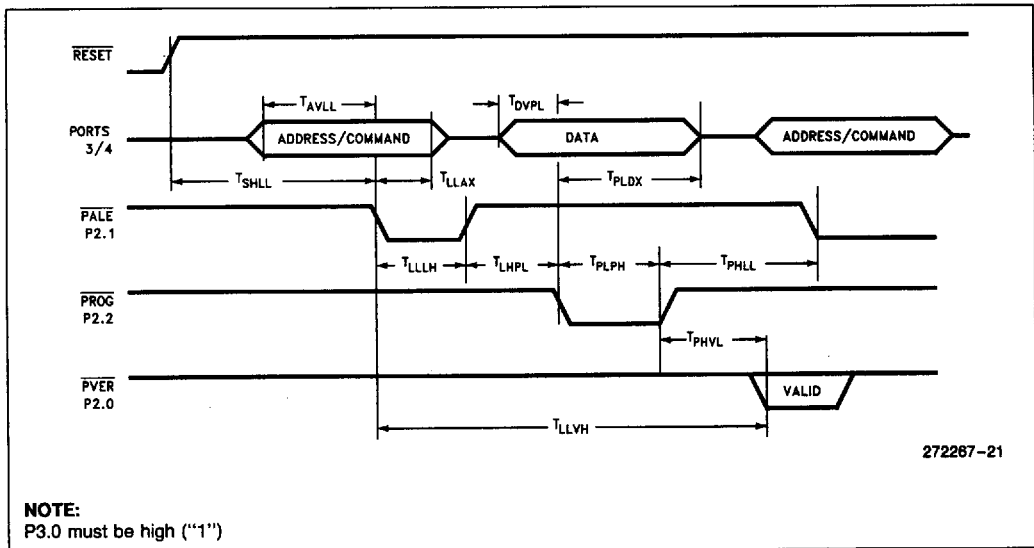 RESET
TAVLL
TDVPL
PORTS
3/4
ADDRESS/COMMAND
DATA
ADDRESS/COMMAND
TSHLL
TLLAX
TPLDX
PALE
P2.1
TLLLH
TLHPL
TPLPH
TPHLL
PROG
P2.2
TPHVL
PVER
P2.0
VALID
TLLVH
272267-21
NOTE:
P3.0 must be high ("1")